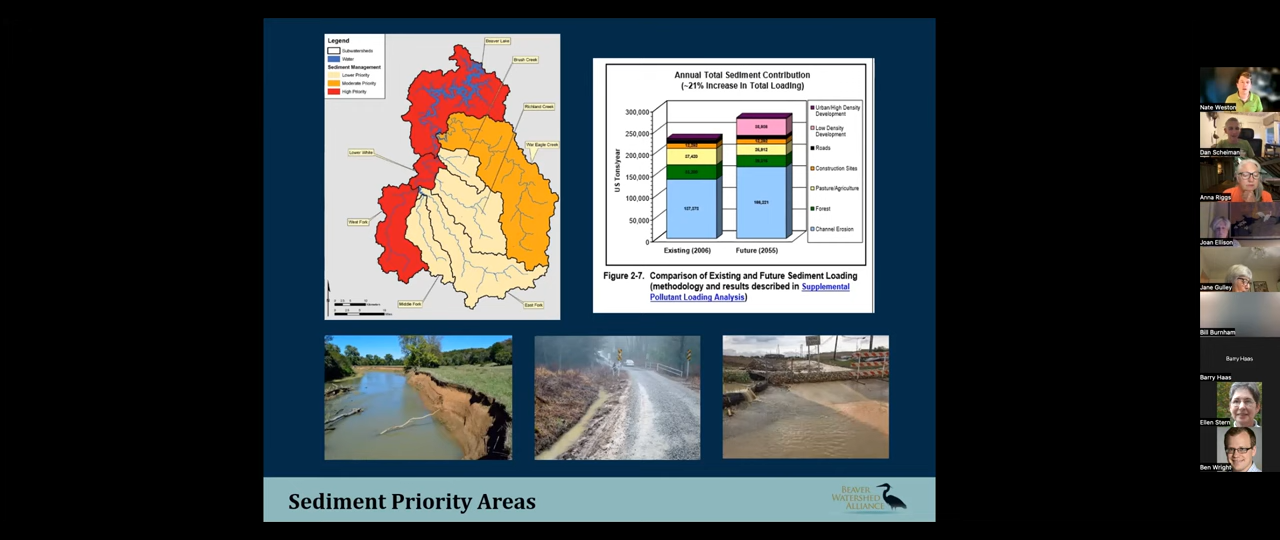 Legend
Subwatersheds
Water
Sediment Management
Lower Priority
Moderate Priority
High Priority
Beaver Lake
Brush Creek
Richland Creek
War Eagle Creek
Lower White
West Fork
Middle Fork
East Fork
Annual Total Sediment Contribution
(~21% Increase in Total Loading)
300,000
250,000
200,000
150,000
100,000
50,000
0
US Tons/year
37,420
137,275
Existing (2006)
Future (2055)
Urban/High Density
Development
Low Density
Development
Roads
Construction Sites
Pasture/Agriculture
Forest
Channel Erosion
Figure 2-7. Comparison of Existing and Future Sediment Loading
(methodology and results described in Supplemental
Pollutant Loading Analysis)
Sediment Priority Areas
BEAVER
WATERSHED
ALLIANCE
Nate Weston
Dan Scheiman
Anna Riggs
Joan Ellison
Jane Gulley
Bill Burnham
Barry Haas
Barry Haas
Ellen Stern
Ben Wright